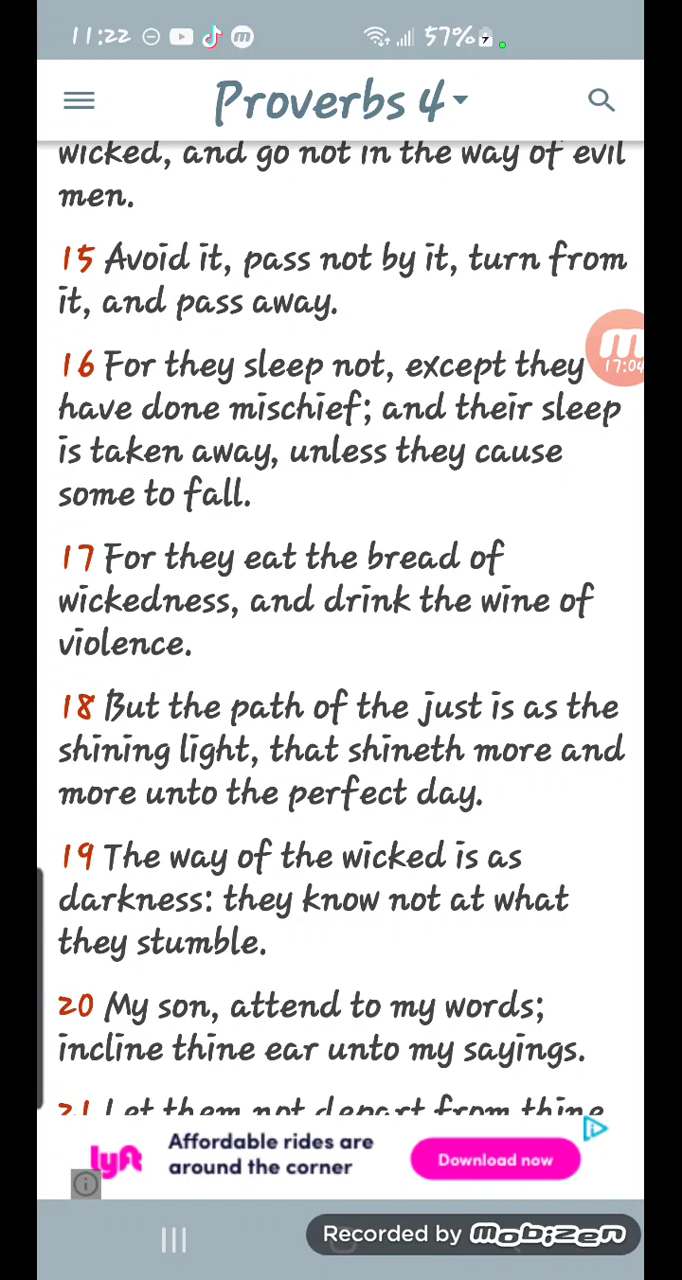 11:22 57%
Proverbs 4
wicked, and go not in the way of evil
men.
15 Avoid it, pass not by it, turn from
it, and pass away.
16 For they sleep not, except they
have done mischief; and their sleep
is taken away, unless they cause
some to fall.
17:04
17 For they eat the bread of
wickedness, and drink the wine of
violence.
18 But the path of the just is as the
shining light, that shineth more and
more unto the perfect day.
19 The way of the wicked is as
darkness: they know not at what
they stumble.
20 My son, attend to my words;
incline thine ear unto my sayings.
21 Let them not depart from thine
lyft
Affordable rides are
around the corner
Download now
Recorded by mobizen